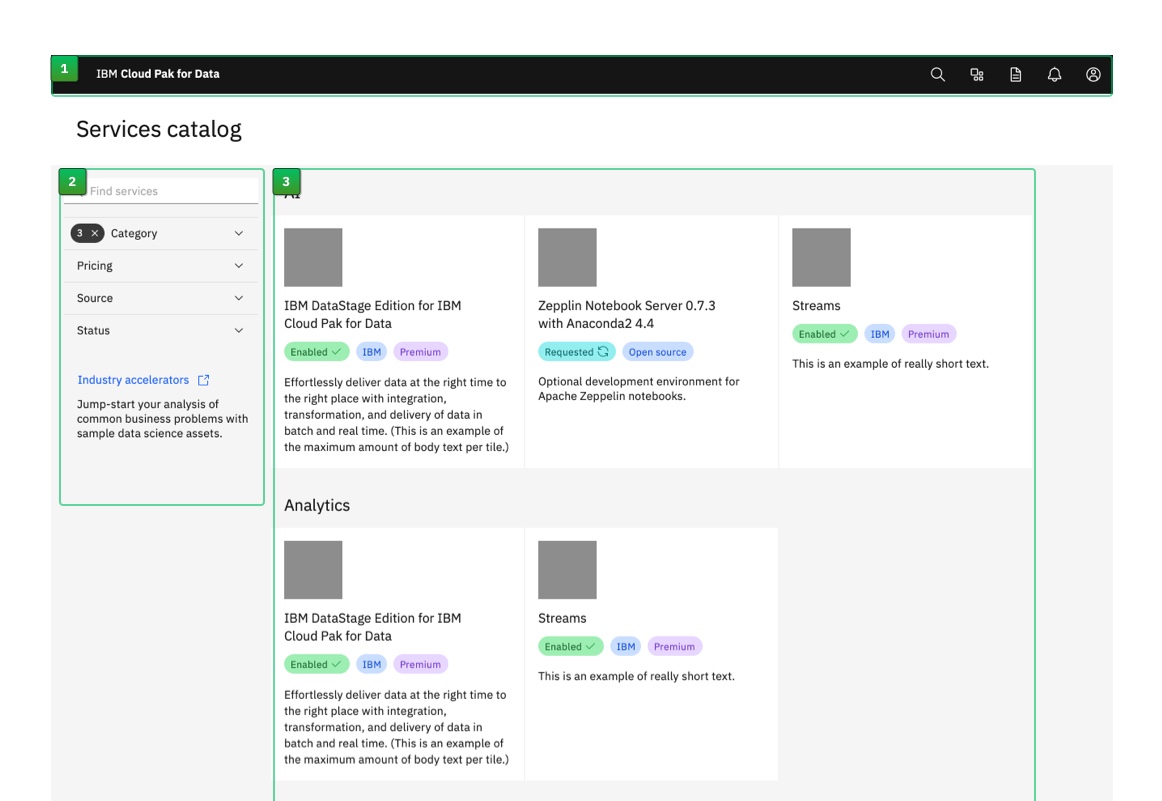 1
IBM Cloud Pak for Data
Services catalog
2
Find services
3 × Category
Pricing
Source
Status
Industry accelerators
Jump-start your analysis of
common business problems with
sample data science assets.
3
AI
IBM DataStage Edition for IBM
Cloud Pak for Data
Enabled IBM Premium
Effortlessly deliver data at the right time to
the right place with integration,
transformation, and delivery of data in
batch and real time. (This is an example of
the maximum amount of body text per tile.)
Zepplin Notebook Server 0.7.3
with Anaconda2 4.4
Requested Open source
Optional development environment for
Apache Zeppelin notebooks.
Streams
Enabled IBM Premium
This is an example of really short text.
Analytics
IBM DataStage Edition for IBM
Cloud Pak for Data
Enabled IBM Premium
Effortlessly deliver data at the right time to
the right place with integration,
transformation, and delivery of data in
batch and real time. (This is an example of
the maximum amount of body text per tile.)
Streams
Enabled IBM Premium
This is an example of really short text.